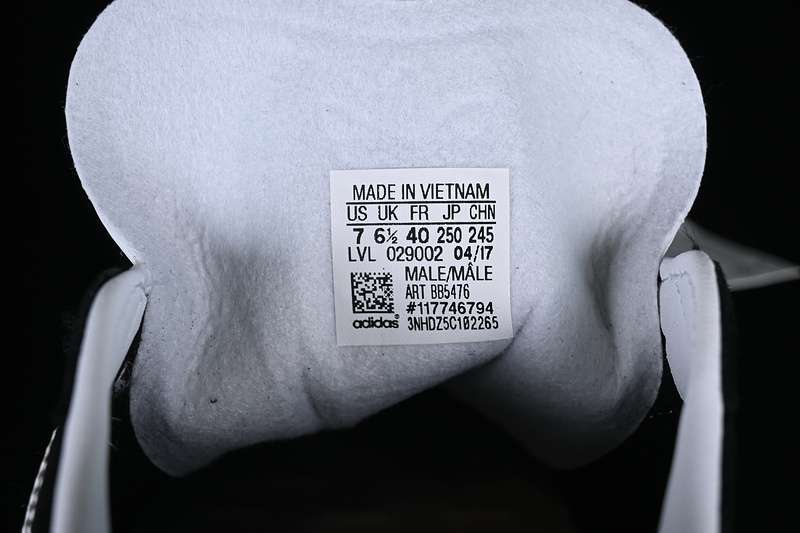 MADE IN VIETNAM
US UK FR JP CHN
7 6½ 40 250 245
LVL 029002 04/17
MALE/MÂLE
ART BB5476
#117746794
adidas® 3NHDZ5C102265